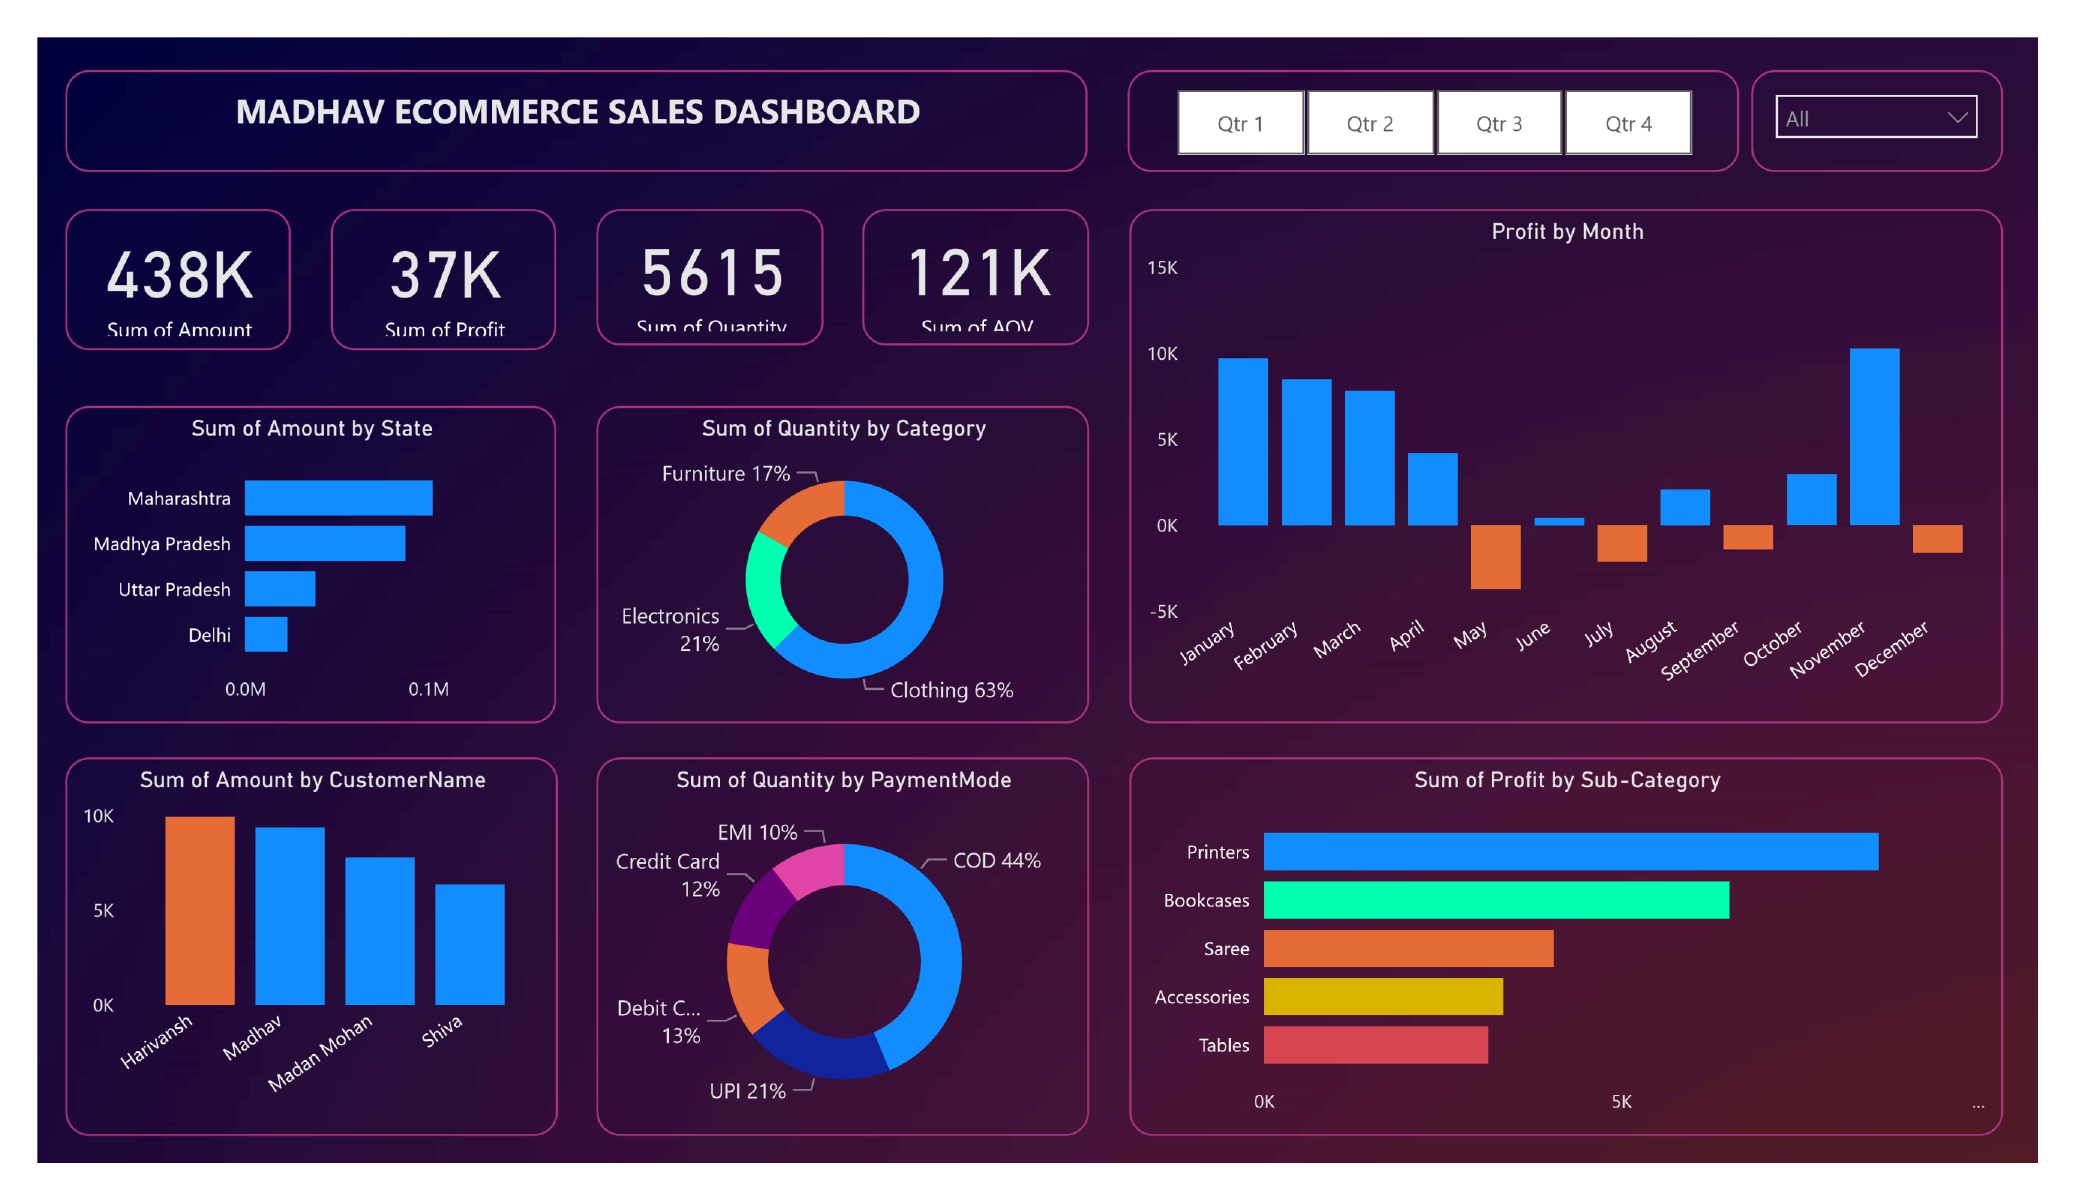 MADHAV ECOMMERCE SALES DASHBOARD
Qtr 1
Qtr 2
Qtr 3
Qtr 4
All
438K
Sum of Amount
37K
Sum of Profit
5615
Sum of Quantity
121K
Sum of AOV
Profit by Month
15K
10K
5K
0K
-5K
January
February
March
April
May
June
July
August
September
October
November
December
Sum of Amount by State
Maharashtra
Madhya Pradesh
Uttar Pradesh
Delhi
0.0M
0.1M
Sum of Quantity by Category
Furniture 17%
Electronics
21%
Clothing 63%
Sum of Amount by CustomerName
10K
5K
0K
Harivansh
Madhav
Madan Mohan
Shiva
Sum of Quantity by PaymentMode
EMI 10%
COD 44%
Credit Card
12%
Debit C...
13%
UPI 21%
Sum of Profit by Sub-Category
Printers
Bookcases
Saree
Accessories
Tables
0K
5K
...